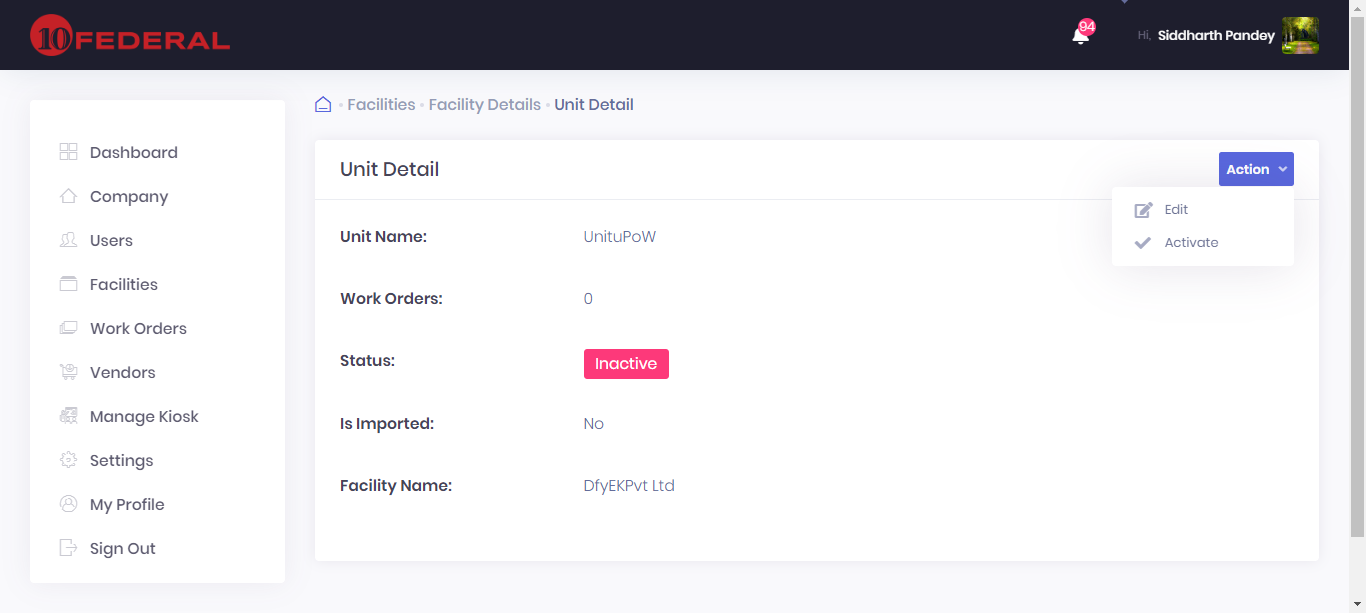 10 FEDERAL
94
Hi, Siddharth Pandey
Dashboard
Company
Users
Facilities
Work Orders
Vendors
Manage Kiosk
Settings
My Profile
Sign Out
Facilities • Facility Details • Unit Detail
Unit Detail
Action
Edit
Activate
Unit Name: UnituPoW
Work Orders: 0
Status: Inactive
Is Imported: No
Facility Name: DfyEKPvt Ltd